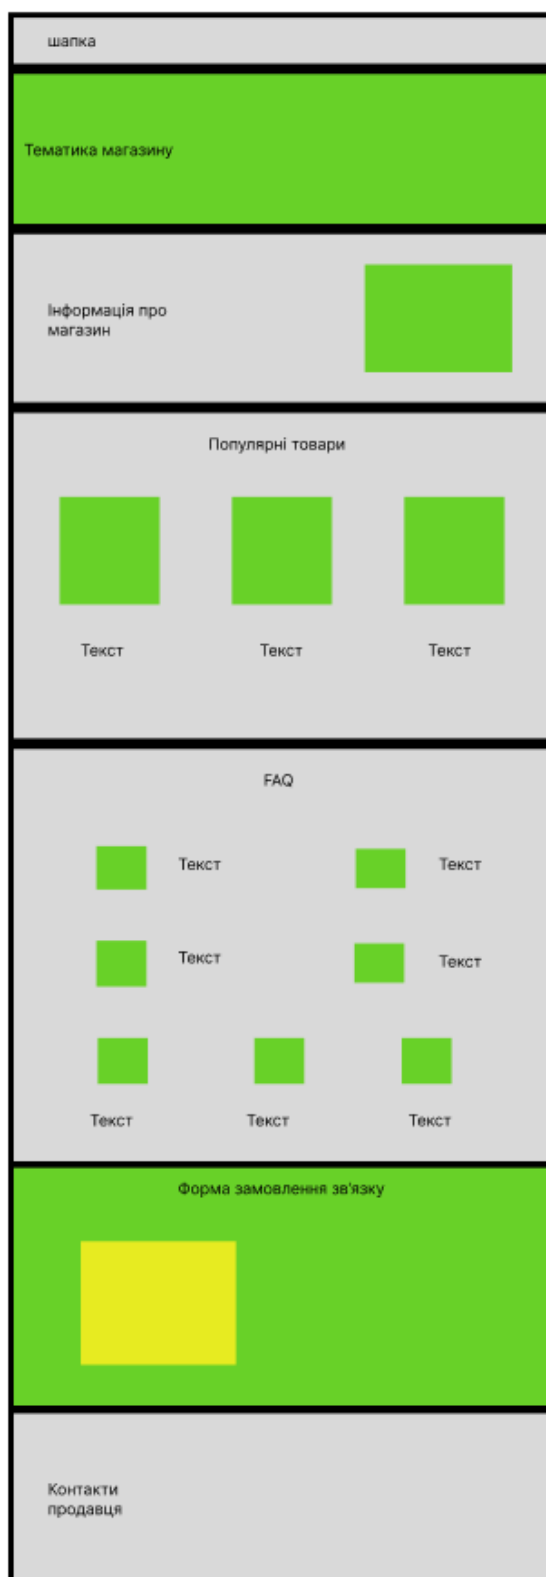 шапка
Тематика магазину
Інформація про
магазин
Популярні товари
Текст Текст Текст
FAQ
Текст Текст
Текст Текст
Текст Текст Текст
Форма замовлення зв'язку
Контакти
продавця